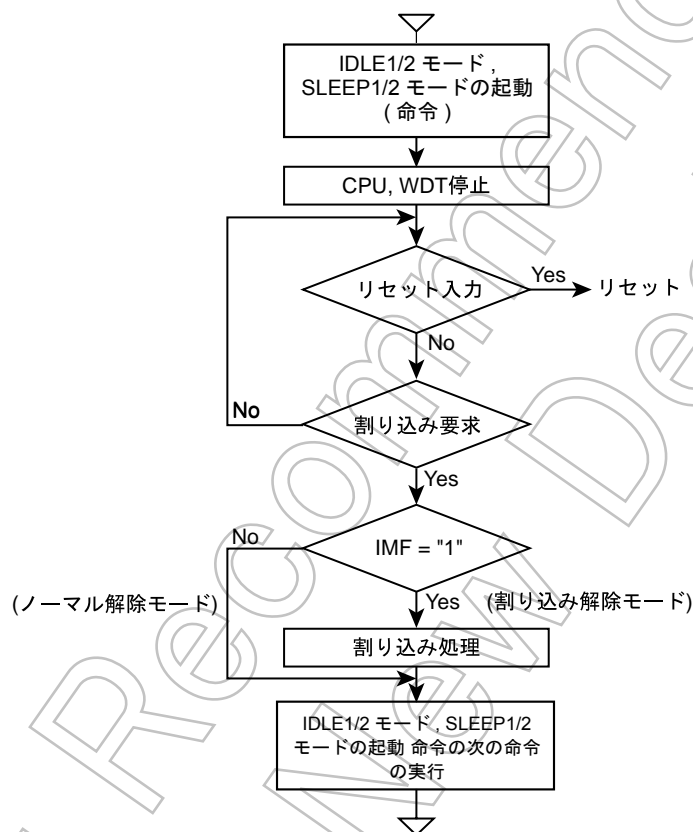 IDLE1/2 モード ,
SLEEP1/2 モードの起動
( 命令 )
CPU, WDT停止
リセット入力
Yes
リセット
No
割り込み要求
No
Yes
IMF = "1"
No
(ノーマル解除モード)
Yes
(割り込み解除モード)
割り込み処理
IDLE1/2 モード , SLEEP1/2
モードの起動 命令の次の命令
の実行